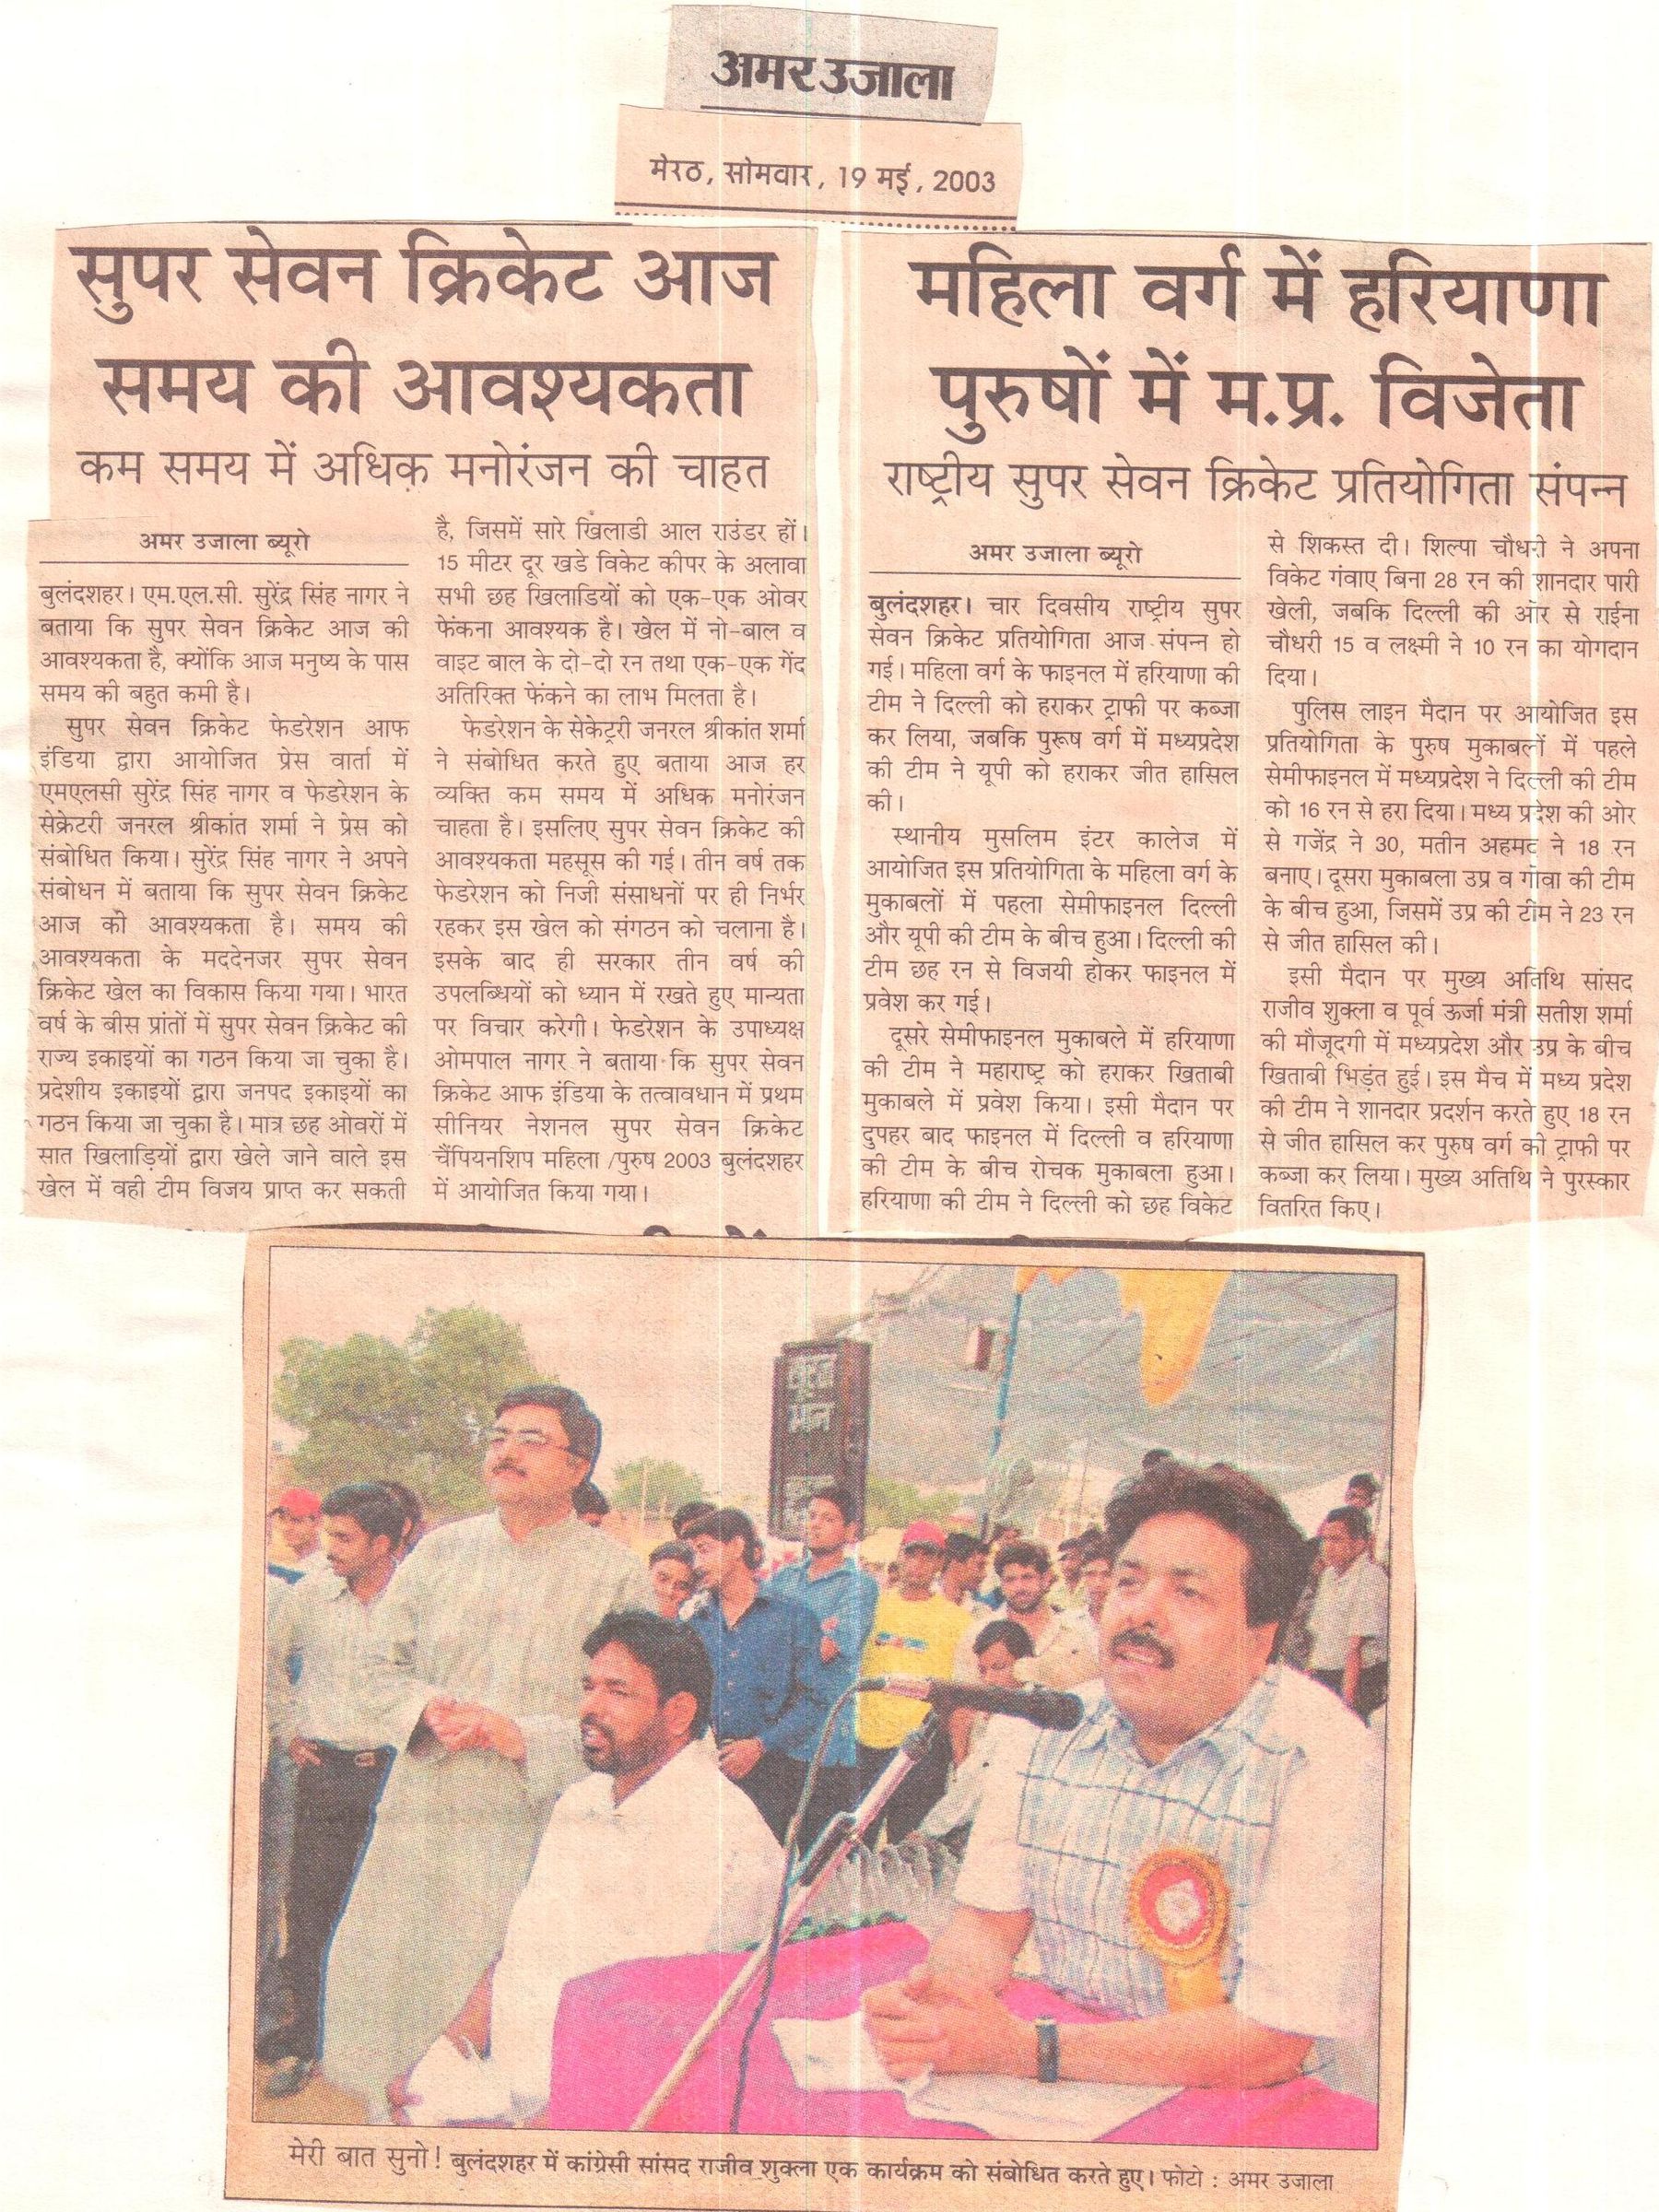 अमर उजाला
मेरठ, सोमवार, 19 मई, 2003
सुपर सेवन क्रिकेट आज
समय की आवश्यकता
कम समय में अधिक मनोरंजन की चाहत
अमर उजाला ब्यूरो
बुलंदशहर। एम.एल.सी. सुरेंद्र सिंह नागर ने
बताया कि सुपर सेवन क्रिकेट आज की
आवश्यकता है, क्योंकि आज मनुष्य के पास
समय की बहुत कमी है।
सुपर सेवन क्रिकेट फेडरेशन आफ
इंडिया द्वारा आयोजित प्रेस वार्ता में
एमएलसी सुरेंद्र सिंह नागर व फेडरेशन के
सेक्रेटरी जनरल श्रीकांत शर्मा ने प्रेस को
संबोधित किया। सुरेंद्र सिंह नागर ने अपने
संबोधन में बताया कि सुपर सेवन क्रिकेट
आज की आवश्यकता है। समय की
आवश्यकता के मददेनजर सुपर सेवन
क्रिकेट खेल का विकास किया गया। भारत
वर्ष के बीस प्रांतों में सुपर सेवन क्रिकेट की
राज्य इकाइयों का गठन किया जा चुका है।
प्रदेशीय इकाइयों द्वारा जनपद इकाइयों का
गठन किया जा चुका है। मात्र छह ओवरों में
सात खिलाड़ियों द्वारा खेले जाने वाले इस
खेल में वही टीम विजय प्राप्त कर सकती
है, जिसमें सारे खिलाडी आल राउंडर हों।
15 मीटर दूर खडे विकेट कीपर के अलावा
सभी छह खिलाडियों को एक-एक ओवर
फेंकना आवश्यक है। खेल में नो-बाल व
वाइट बाल के दो-दो रन तथा एक-एक गेंद
अतिरिक्त फेंकने का लाभ मिलता है।
फेडरेशन के सेकेट्ररी जनरल श्रीकांत शर्मा
ने संबोधित करते हुए बताया आज हर
व्यक्ति कम समय में अधिक मनोरंजन
चाहता है। इसलिए सुपर सेवन क्रिकेट की
आवश्यकता महसूस की गई। तीन वर्ष तक
फेडरेशन को निजी संसाधनों पर ही निर्भर
रहकर इस खेल को संगठन को चलाना है।
इसके बाद ही सरकार तीन वर्ष की
उपलब्धियों को ध्यान में रखते हुए मान्यता
पर विचार करेगी। फेडरेशन के उपाध्यक्ष
ओमपाल नागर ने बताया कि सुपर सेवन
क्रिकेट आफ इंडिया के तत्वावधान में प्रथम
सीनियर नेशनल सुपर सेवन क्रिकेट
चैंपियनशिप महिला /पुरुष 2003 बुलंदशहर
में आयोजित किया गया।
महिला वर्ग में हरियाणा
पुरुषों में म.प्र. विजेता
राष्ट्रीय सुपर सेवन क्रिकेट प्रतियोगिता संपन्न
अमर उजाला ब्यूरो
बुलंदशहर। चार दिवसीय राष्ट्रीय सुपर
सेवन क्रिकेट प्रतियोगिता आज संपन्न हो
गई। महिला वर्ग के फाइनल में हरियाणा की
टीम ने दिल्ली को हराकर ट्राफी पर कब्जा
कर लिया, जबकि पुरूष वर्ग में मध्यप्रदेश
की टीम ने यूपी को हराकर जीत हासिल
की।
स्थानीय मुसलिम इंटर कालेज में
आयोजित इस प्रतियोगिता के महिला वर्ग के
मुकाबलों में पहला सेमीफाइनल दिल्ली
और यूपी की टीम के बीच हुआ। दिल्ली की
टीम छह रन से विजयी होकर फाइनल में
प्रवेश कर गई।
दूसरे सेमीफाइनल मुकाबले में हरियाणा
की टीम ने महाराष्ट्र को हराकर खिताबी
मुकाबले में प्रवेश किया। इसी मैदान पर
दुपहर बाद फाइनल में दिल्ली व हरियाणा
की टीम के बीच रोचक मुकाबला हुआ।
हरियाणा की टीम ने दिल्ली को छह विकेट
से शिकस्त दी। शिल्पा चौधरी ने अपना
विकेट गंवाए बिना 28 रन की शानदार पारी
खेली, जबकि दिल्ली की ओर से राईना
चौधरी 15 व लक्ष्मी ने 10 रन का योगदान
दिया।
पुलिस लाइन मैदान पर आयोजित इस
प्रतियोगिता के पुरुष मुकाबलों में पहले
सेमीफाइनल में मध्यप्रदेश ने दिल्ली की टीम
को 16 रन से हरा दिया। मध्य प्रदेश की ओर
से गजेंद्र ने 30, मतीन अहमद ने 18 रन
बनाए। दूसरा मुकाबला उप्र व गोवा की टीम
के बीच हुआ, जिसमें उप्र की टीम ने 23 रन
से जीत हासिल की।
इसी मैदान पर मुख्य अतिथि सांसद
राजीव शुक्ला व पूर्व ऊर्जा मंत्री सतीश शर्मा
की मौजूदगी में मध्यप्रदेश और उप्र के बीच
खिताबी भिड़ंत हुई। इस मैच में मध्य प्रदेश
की टीम ने शानदार प्रदर्शन करते हुए 18 रन
से जीत हासिल कर पुरुष वर्ग की ट्राफी पर
कब्जा कर लिया। मुख्य अतिथि ने पुरस्कार
वितरित किए।
मेरी बात सुनो! बुलंदशहर में कांग्रेसी सांसद राजीव शुक्ला एक कार्यक्रम को संबोधित करते हुए। फोटो : अमर उजाला